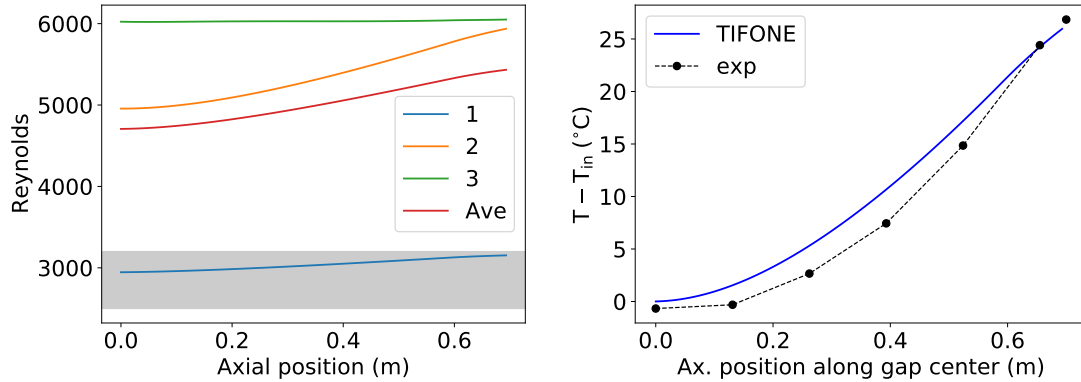 6000
5000
4000
3000
Reynolds
1
2
3
Ave
0.0 0.2 0.4 0.6
Axial position (m)
25
20
15
10
5
0
T − T_in (°C)
TIFONE
exp
0.0 0.2 0.4 0.6
Ax. position along gap center (m)